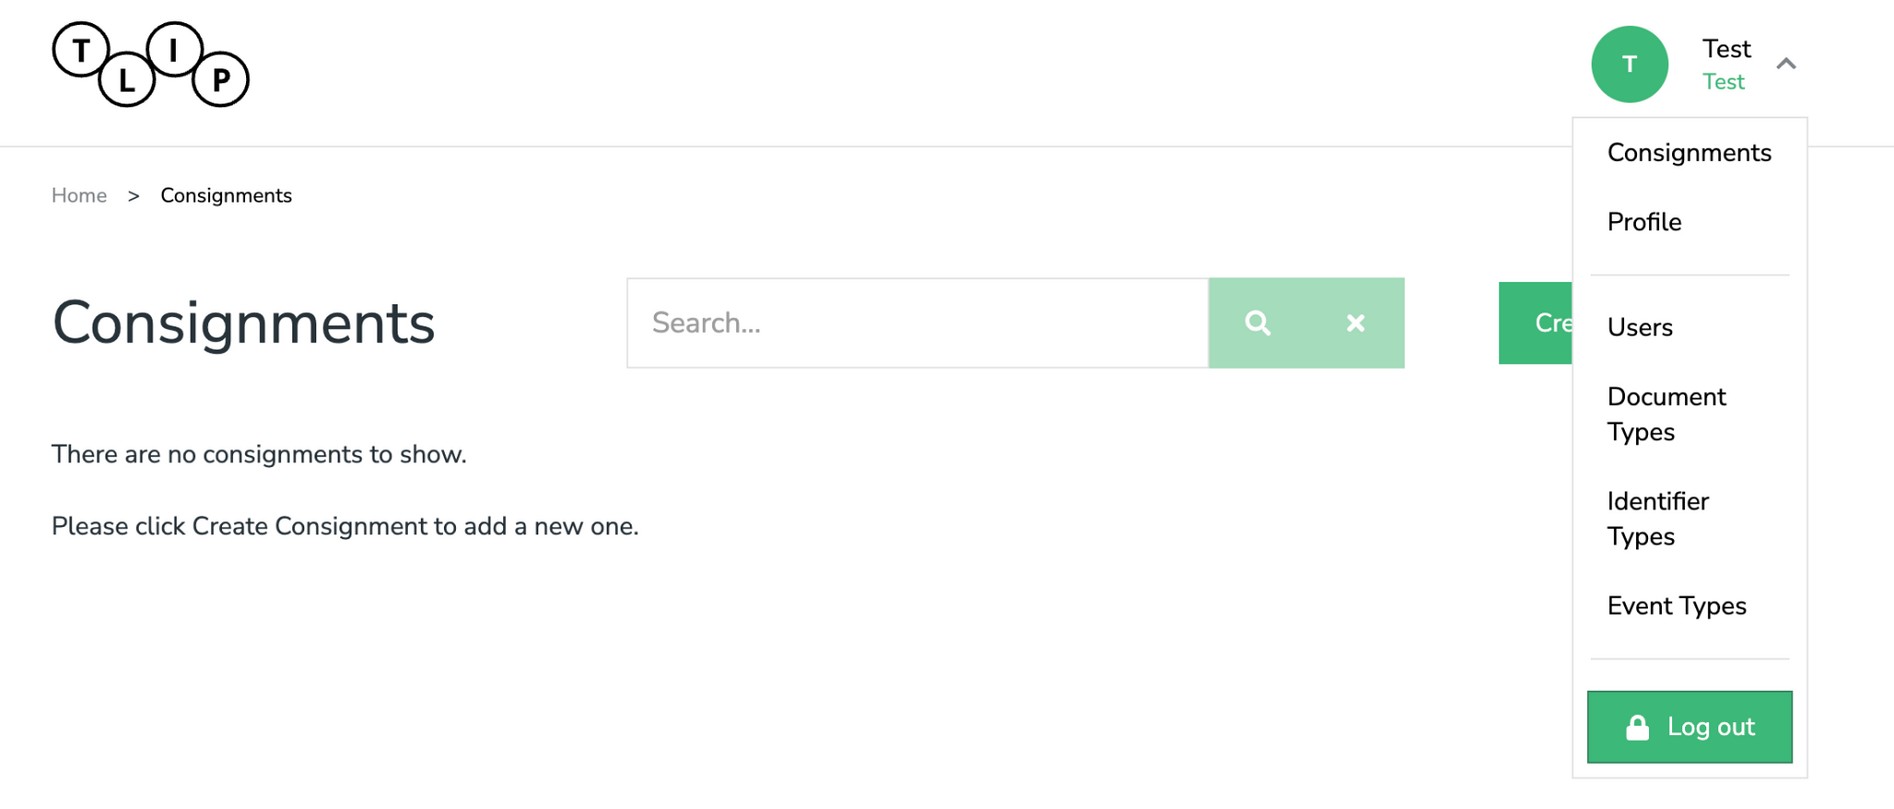 TLIP
T
Test
Test
Home > Consignments
Consignments
Search...
Cre
There are no consignments to show.
Please click Create Consignment to add a new one.
Consignments
Profile
Users
Document
Types
Identifier
Types
Event Types
Log out